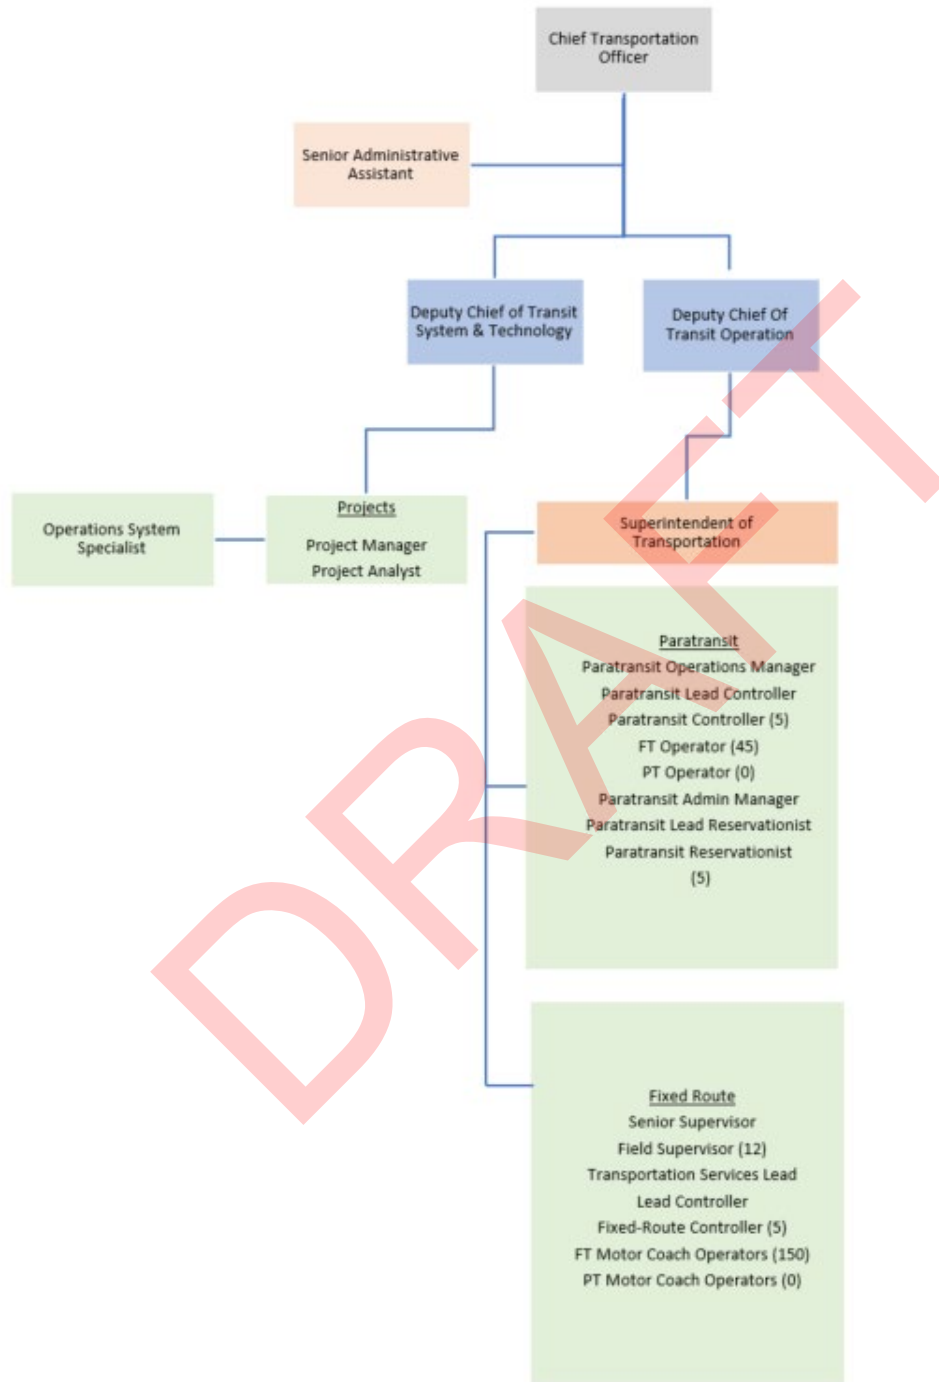 Chief Transportation
Officer
Senior Administrative
Assistant
Deputy Chief of Transit
System & Technology
Deputy Chief Of
Transit Operation
Operations System
Specialist
Projects
Project Manager
Project Analyst
Superintendent of
Transportation
Paratransit
Paratransit Operations Manager
Paratransit Lead Controller
Paratransit Controller (5)
FT Operator (45)
PT Operator (0)
Paratransit Admin Manager
Paratransit Lead Reservationist
Paratransit Reservationist
(5)
Fixed Route
Senior Supervisor
Field Supervisor (12)
Transportation Services Lead
Lead Controller
Fixed-Route Controller (5)
FT Motor Coach Operators (150)
PT Motor Coach Operators (0)
DRAFT